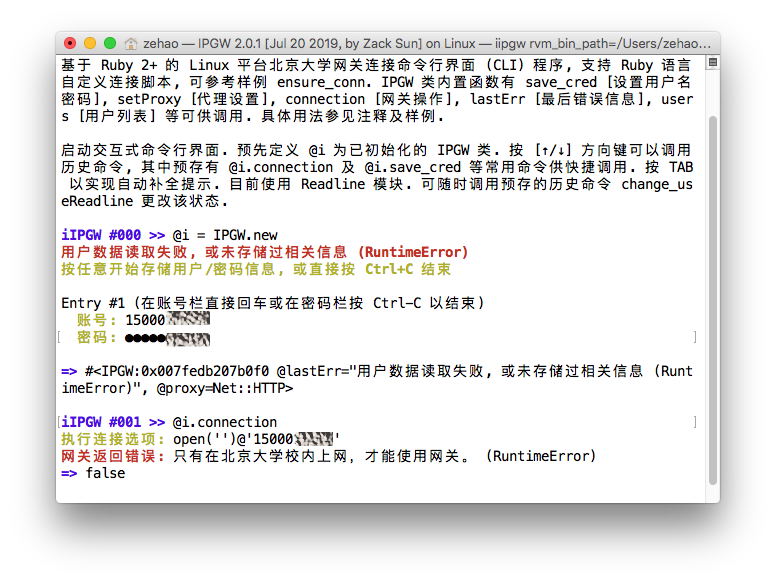 zehao — IPGW 2.0.1 [Jul 20 2019, by Zack Sun] on Linux — iipgw rvm_bin_path=/Users/zehao…
基于 Ruby 2+ 的 Linux 平台北京大学网关连接命令行界面 (CLI) 程序, 支持 Ruby 语言
自定义连接脚本, 可参考样例 ensure_conn. IPGW 类内置函数有 save_cred [设置用户名
密码], setProxy [代理设置], connection [网关操作], lastErr [最后错误信息], user
s [用户列表] 等可供调用. 具体用法参见注释及样例.
启动交互式命令行界面. 预先定义 @i 为已初始化的 IPGW 类. 按 [↑/↓] 方向键可以调用
历史命令, 其中预存有 @i.connection 及 @i.save_cred 等常用命令供快捷调用. 按 TAB
以实现自动补全提示. 目前使用 Readline 模块. 可随时调用预存的历史命令 change_us
eReadline 更改该状态.
iIPGW #000 >> @i = IPGW.new
用户数据读取失败, 或未存储过相关信息 (RuntimeError)
按任意开始存储用户/密码信息, 或直接按 Ctrl+C 结束
Entry #1 (在账号栏直接回车或在密码栏按 Ctrl-C 以结束)
账号: 15000
密码: ●●●●●
=> #<IPGW:0x007fedb207b0f0 @lastErr="用户数据读取失败, 或未存储过相关信息 (Runt
imeError)", @proxy=Net::HTTP>
iIPGW #001 >> @i.connection
执行连接选项: open('')@'15000 '
网关返回错误: 只有在北京大学校内上网，才能使用网关。 (RuntimeError)
=> false